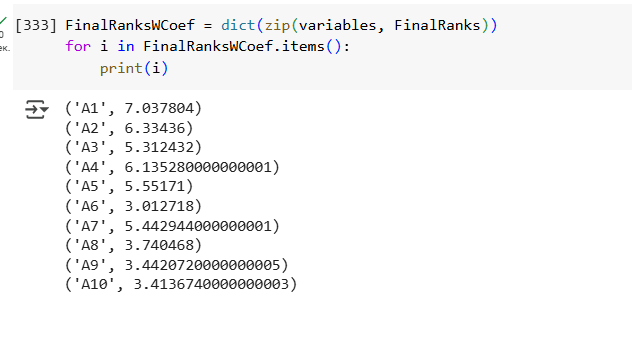 [333] FinalRanksWCoef = dict(zip(variables, FinalRanks))
for i in FinalRanksWCoef.items():
    print(i)
('A1', 7.037804)
('A2', 6.33436)
('A3', 5.312432)
('A4', 6.135280000000001)
('A5', 5.55171)
('A6', 3.012718)
('A7', 5.442944000000001)
('A8', 3.740468)
('A9', 3.4420720000000005)
('A10', 3.4136740000000003)